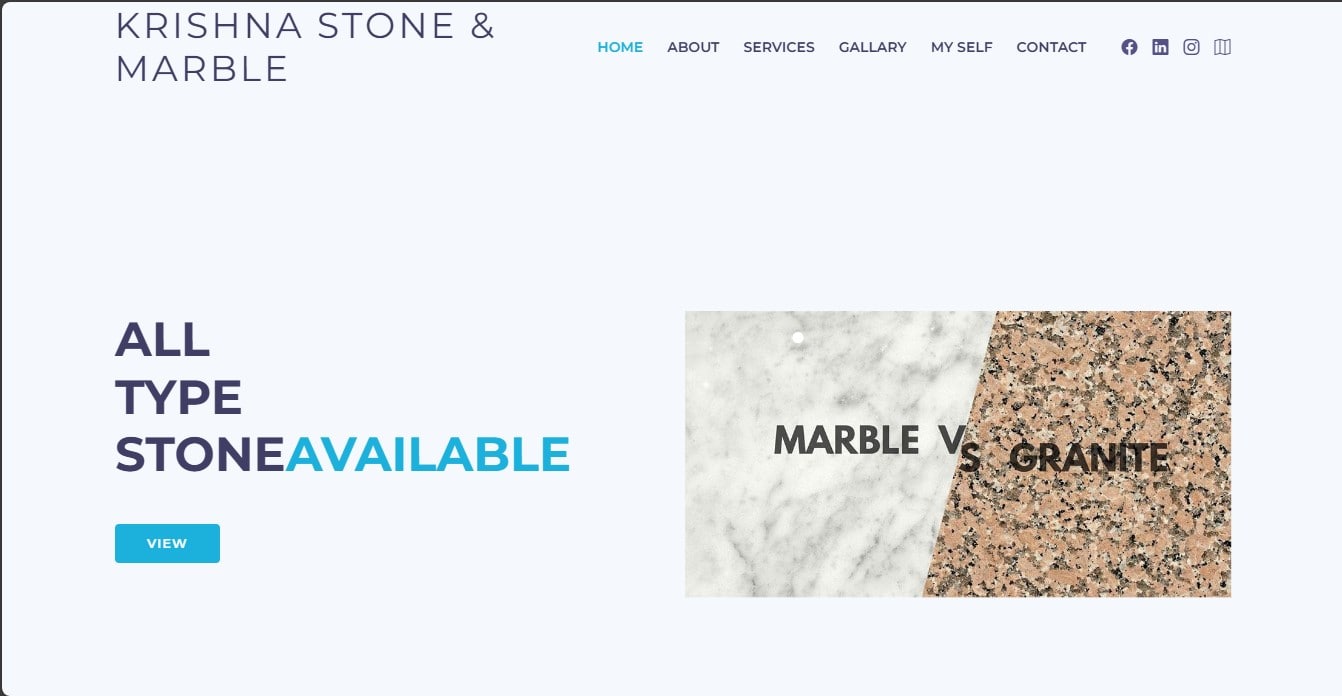 KRISHNA STONE &
MARBLE
HOME ABOUT SERVICES GALLARY MY SELF CONTACT
ALL
TYPE
STONEAVAILABLE
VIEW
MARBLE VS GRANITE